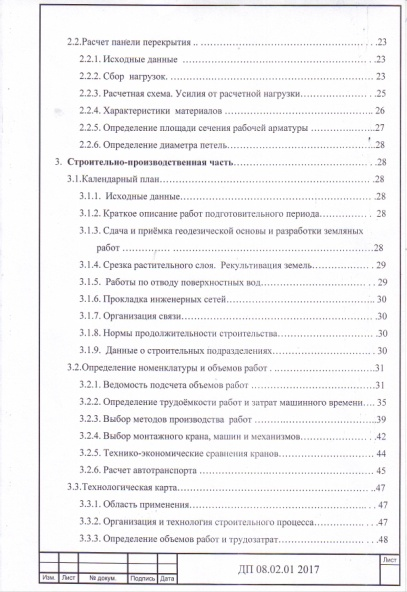 2.2.Расчет панели перекрытия .. .......................................................... . .23
2.2.1. Исходные данные .......................................................... .23
2.2.2. Сбор нагрузок. .......................................................... .23
2.2.3. Расчетная схема. Усилия от расчетной нагрузки.....................…25
2.2.4. Характеристики материалов .............................................. . 26
2.2.5. Определение площади сечения рабочей арматуры ....................27
2.2.6. Определение диаметра петель...........................................28
3. Строительно-производственная часть........................................... . 28
3.1.Календарный план.......................................................... .28
3.1.1. Исходные данные.......................................................... .28
3.1.2. Краткое описание работ подготовительного периода.............. . 28
3.1.3. Сдача и приёмка геодезической основы и разработки земляных
работ ............... ..............................................28
3.1.4. Срезка растительного слоя. Рекультивация земель................ . 29
3.1.5. Работы по отводу поверхностных вод.............................. . 29
3.1.6. Прокладка инженерных сетей.......................................... 30
3.1.7. Организация связи.......................................................... .30
3.1.8. Нормы продолжительности строительства.............................. .30
3.1.9. Данные о строительных подразделениях.............................. . 30
3.2.Определение номенклатуры и объемов работ . .............................. ..31
3.2.1. Ведомость подсчета объемов работ .................................... .31
3.2.2. Определение трудоёмкости работ и затрат машинного времени.... 35
3.2.3. Выбор методов производства работ ....................................39
3.2.4. Выбор монтажного крана, машин и механизмов.................... . 42
3.2.5. Технико-экономические сравнения кранов.............................. 44
3.2.6. Расчет автотранспорта .................................................... 45
3.3.Технологическая карта.......................................................... ..47
3.3.1. Область применения.......................................................... . 47
3.3.2. Организация и технология строительного процесса.................. .47
3.3.3. Определение объемов работ и трудозатрат.............................. .48
ДП 08.02.01 2017
Лист
Изм. Лист № докум. Подпись Дата